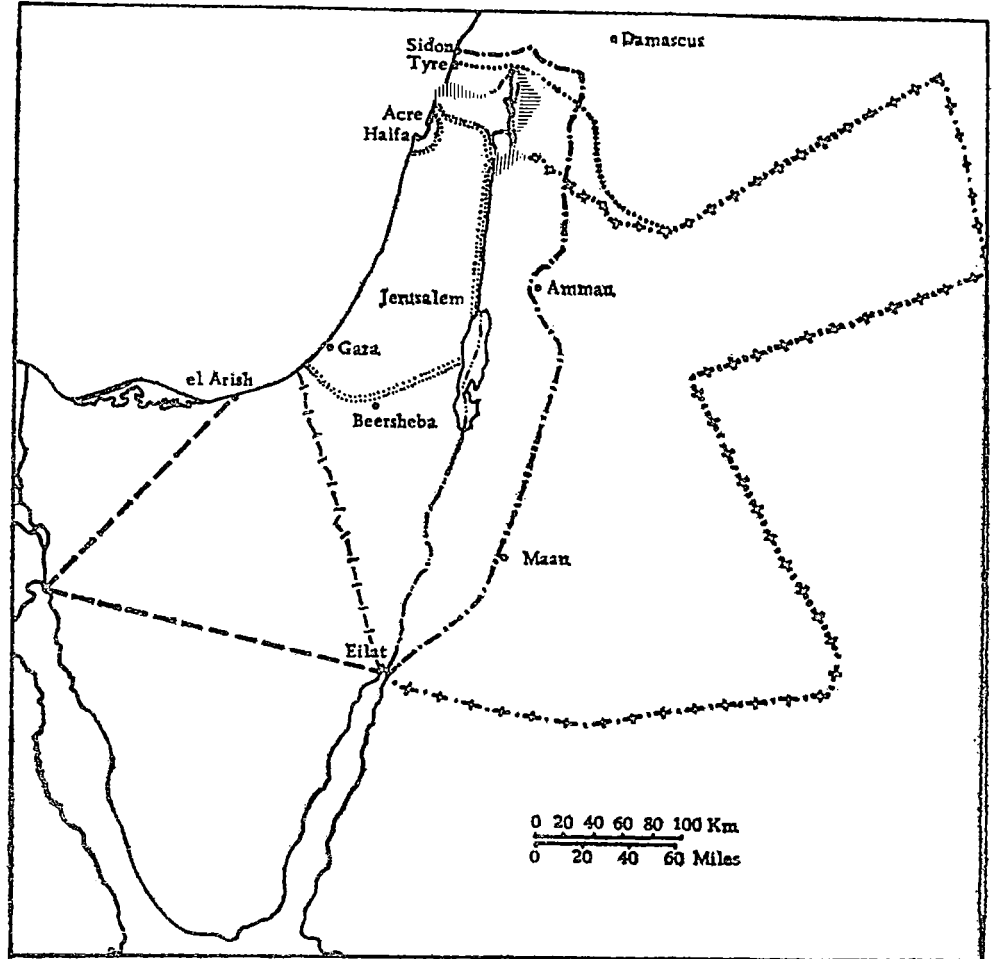 Damascus
Sidon
Tyre
Acre
Haifa
Amman
Jerusalem
Gaza
el Arish
Beersheba
Maan
Eilat
0 20 40 60 80 100 Km
0 20 40 60 Miles